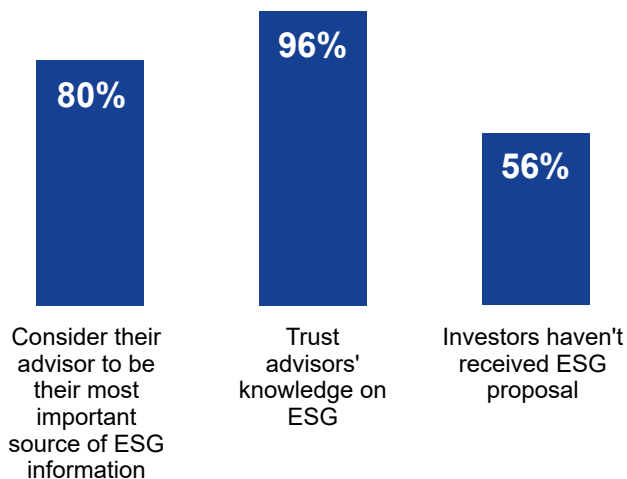 80%
96%
56%
Consider their
advisor to be
their most
important
source of ESG
information
Trust
advisors'
knowledge on
ESG
Investors haven't
received ESG
proposal